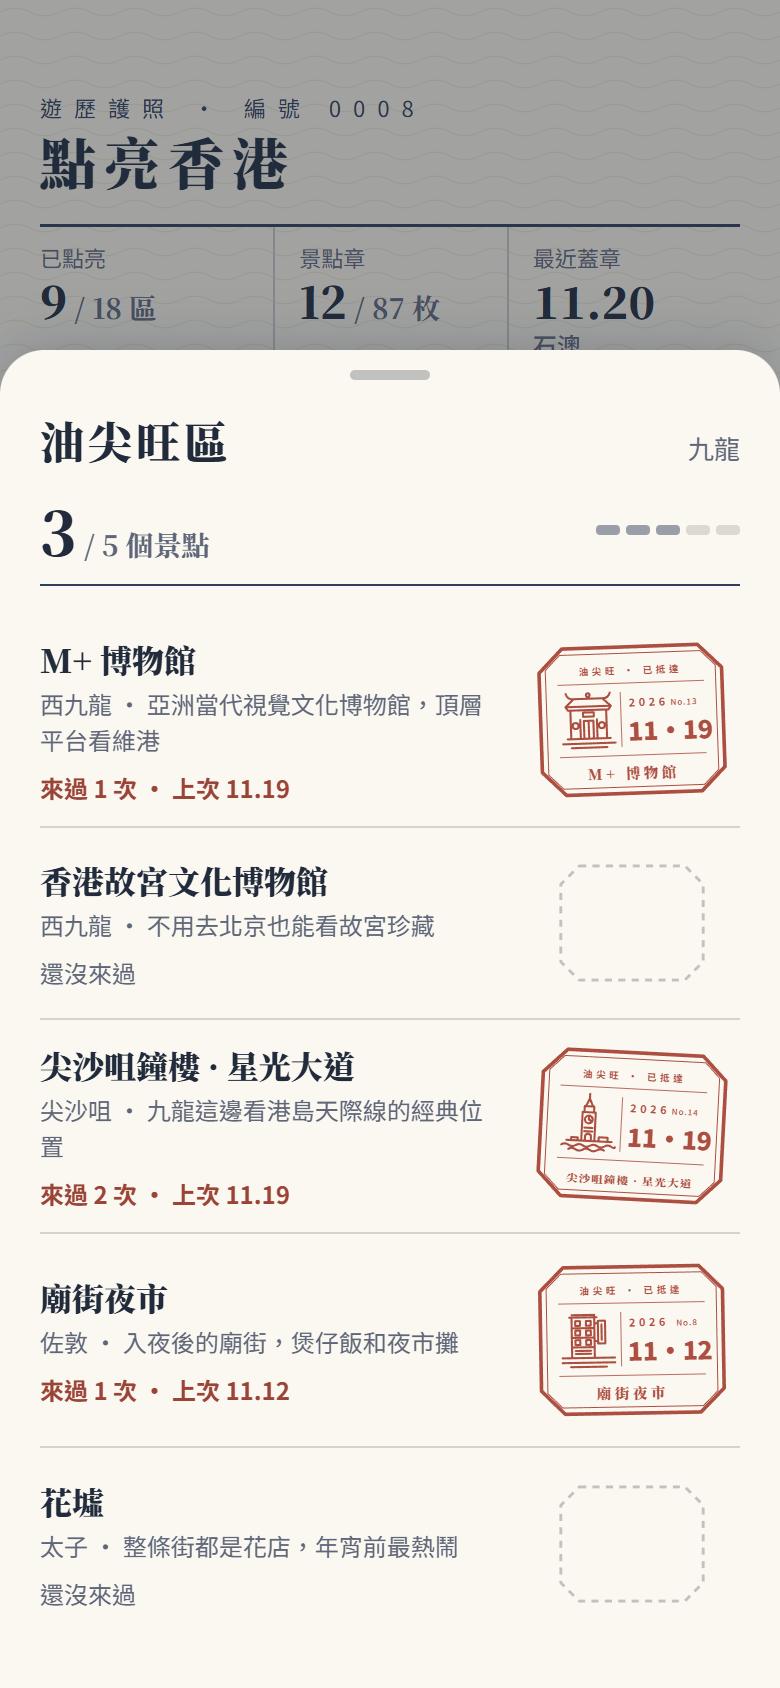 遊歷護照 · 編號 0008
點亮香港
已點亮
9 / 18 區
景點章
12 / 87 枚
最近蓋章
11.20
石澳
油尖旺區
九龍
3 / 5 個景點
M+ 博物館
西九龍 · 亞洲當代視覺文化博物館，頂層
平台看維港
來過 1 次 · 上次 11.19
油尖旺 · 已抵達
2026 No.13
11 · 19
M+ 博物館
香港故宮文化博物館
西九龍 · 不用去北京也能看故宮珍藏
還沒來過
尖沙咀鐘樓 · 星光大道
尖沙咀 · 九龍這邊看港島天際線的經典位
置
來過 2 次 · 上次 11.19
油尖旺 · 已抵達
2026 No.14
11 · 19
尖沙咀鐘樓 · 星光大道
廟街夜市
佐敦 · 入夜後的廟街，煲仔飯和夜市攤
來過 1 次 · 上次 11.12
油尖旺 · 已抵達
2026 No.8
11 · 12
廟街夜市
花墟
太子 · 整條街都是花店，年宵前最熱鬧
還沒來過